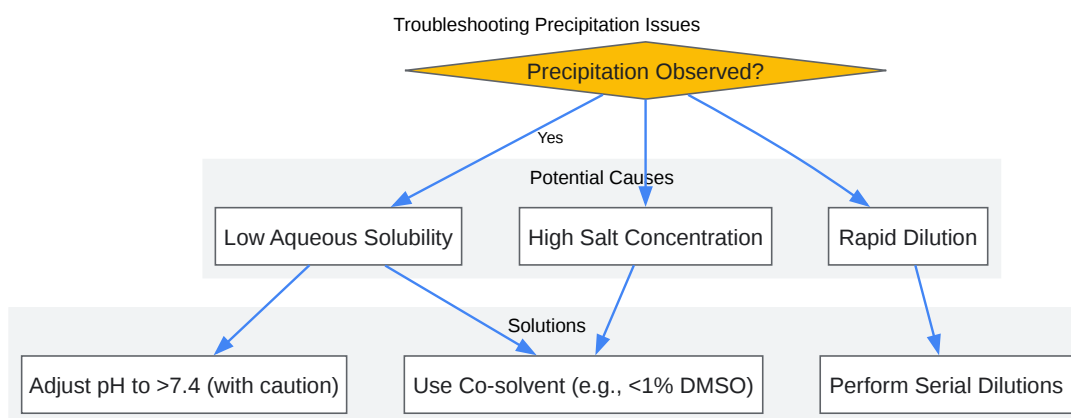 Troubleshooting Precipitation Issues
Precipitation Observed?
Yes
Potential Causes
Low Aqueous Solubility
High Salt Concentration
Rapid Dilution
Solutions
Adjust pH to >7.4 (with caution)
Use Co-solvent (e.g., <1% DMSO)
Perform Serial Dilutions